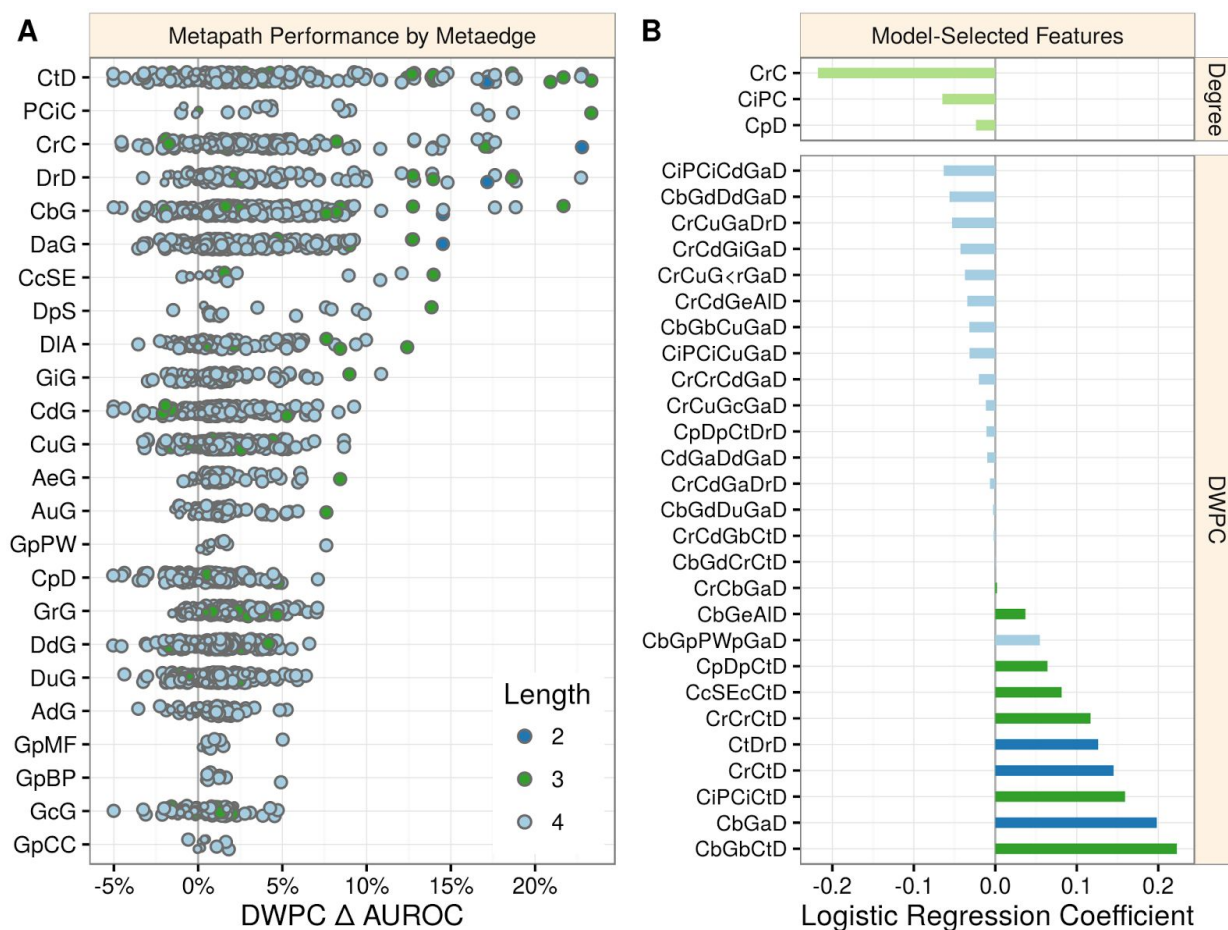 A
Metapath Performance by Metaedge
CtD
PCiC
CrC
DrD
CbG
DaG
CcSE
DpS
DlA
GiG
CdG
CuG
AeG
AuG
GpPW
CpD
GrG
DdG
DuG
AdG
GpMF
GpBP
GcG
GpCC
Length
2
3
4
-5% 0% 5% 10% 15% 20%
DWPC Δ AUROC
B
Model-Selected Features
CrC
CiPC
CpD
Degree
CiPCiCdGaD
CbGdDdGaD
CrCuGaDrD
CrCdGiGaD
CrCuG<rGaD
CrCdGeAlD
CbGbCuGaD
CiPCiCuGaD
CrCrCdGaD
CrCuGcGaD
CpDpCtDrD
CdGaDdGaD
CrCdGaDrD
CbGdDuGaD
CrCdGbCtD
CbGdCrCtD
CrCbGaD
CbGeAlD
CbGpPWpGaD
CpDpCtD
CcSEcCtD
CrCrCtD
CtDrD
CrCtD
CiPCiCtD
CbGaD
CbGbCtD
DWPC
-0.2 -0.1 0.0 0.1 0.2
Logistic Regression Coefficient